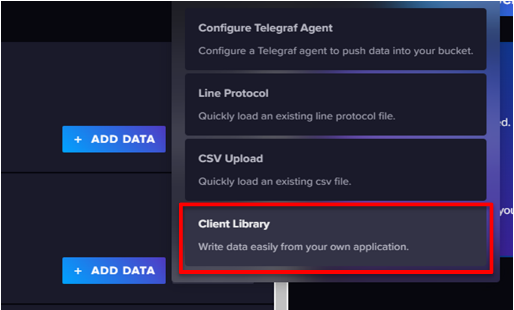 Configure Telegraf Agent
Configure a Telegraf agent to push data into your bucket.
Line Protocol
Quickly load an existing line protocol file.
+ ADD DATA
CSV Upload
Quickly load an existing csv file.
Client Library
Write data easily from your own application.
+ ADD DATA